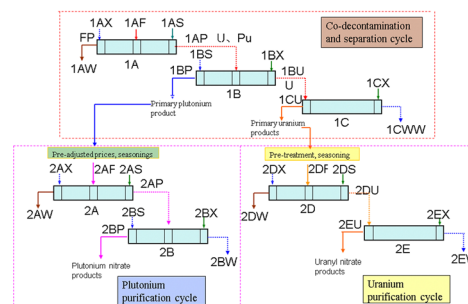 1AX 1AF 1AS
Co-decontamination
and separation cycle
FP 1AP U、Pu
1AW 1A 1BS 1BX
1BP 1BU
1B U 1CX
1CU
Primary plutonium
product
Primary uranium
products
1C 1CWW
Pre-adjusted prices, seasonings
Pre-treatment, seasoning
2AX 2AF 2AS
2AP
2DX 2DF 2DS
2DU
2AW 2A 2BS 2BX
2DW 2D
2BP 2EU 2EX
2B 2BW
2E
Plutonium nitrate
products
Uranyl nitrate
products
Plutonium
purification cycle
Uranium
purification cycle